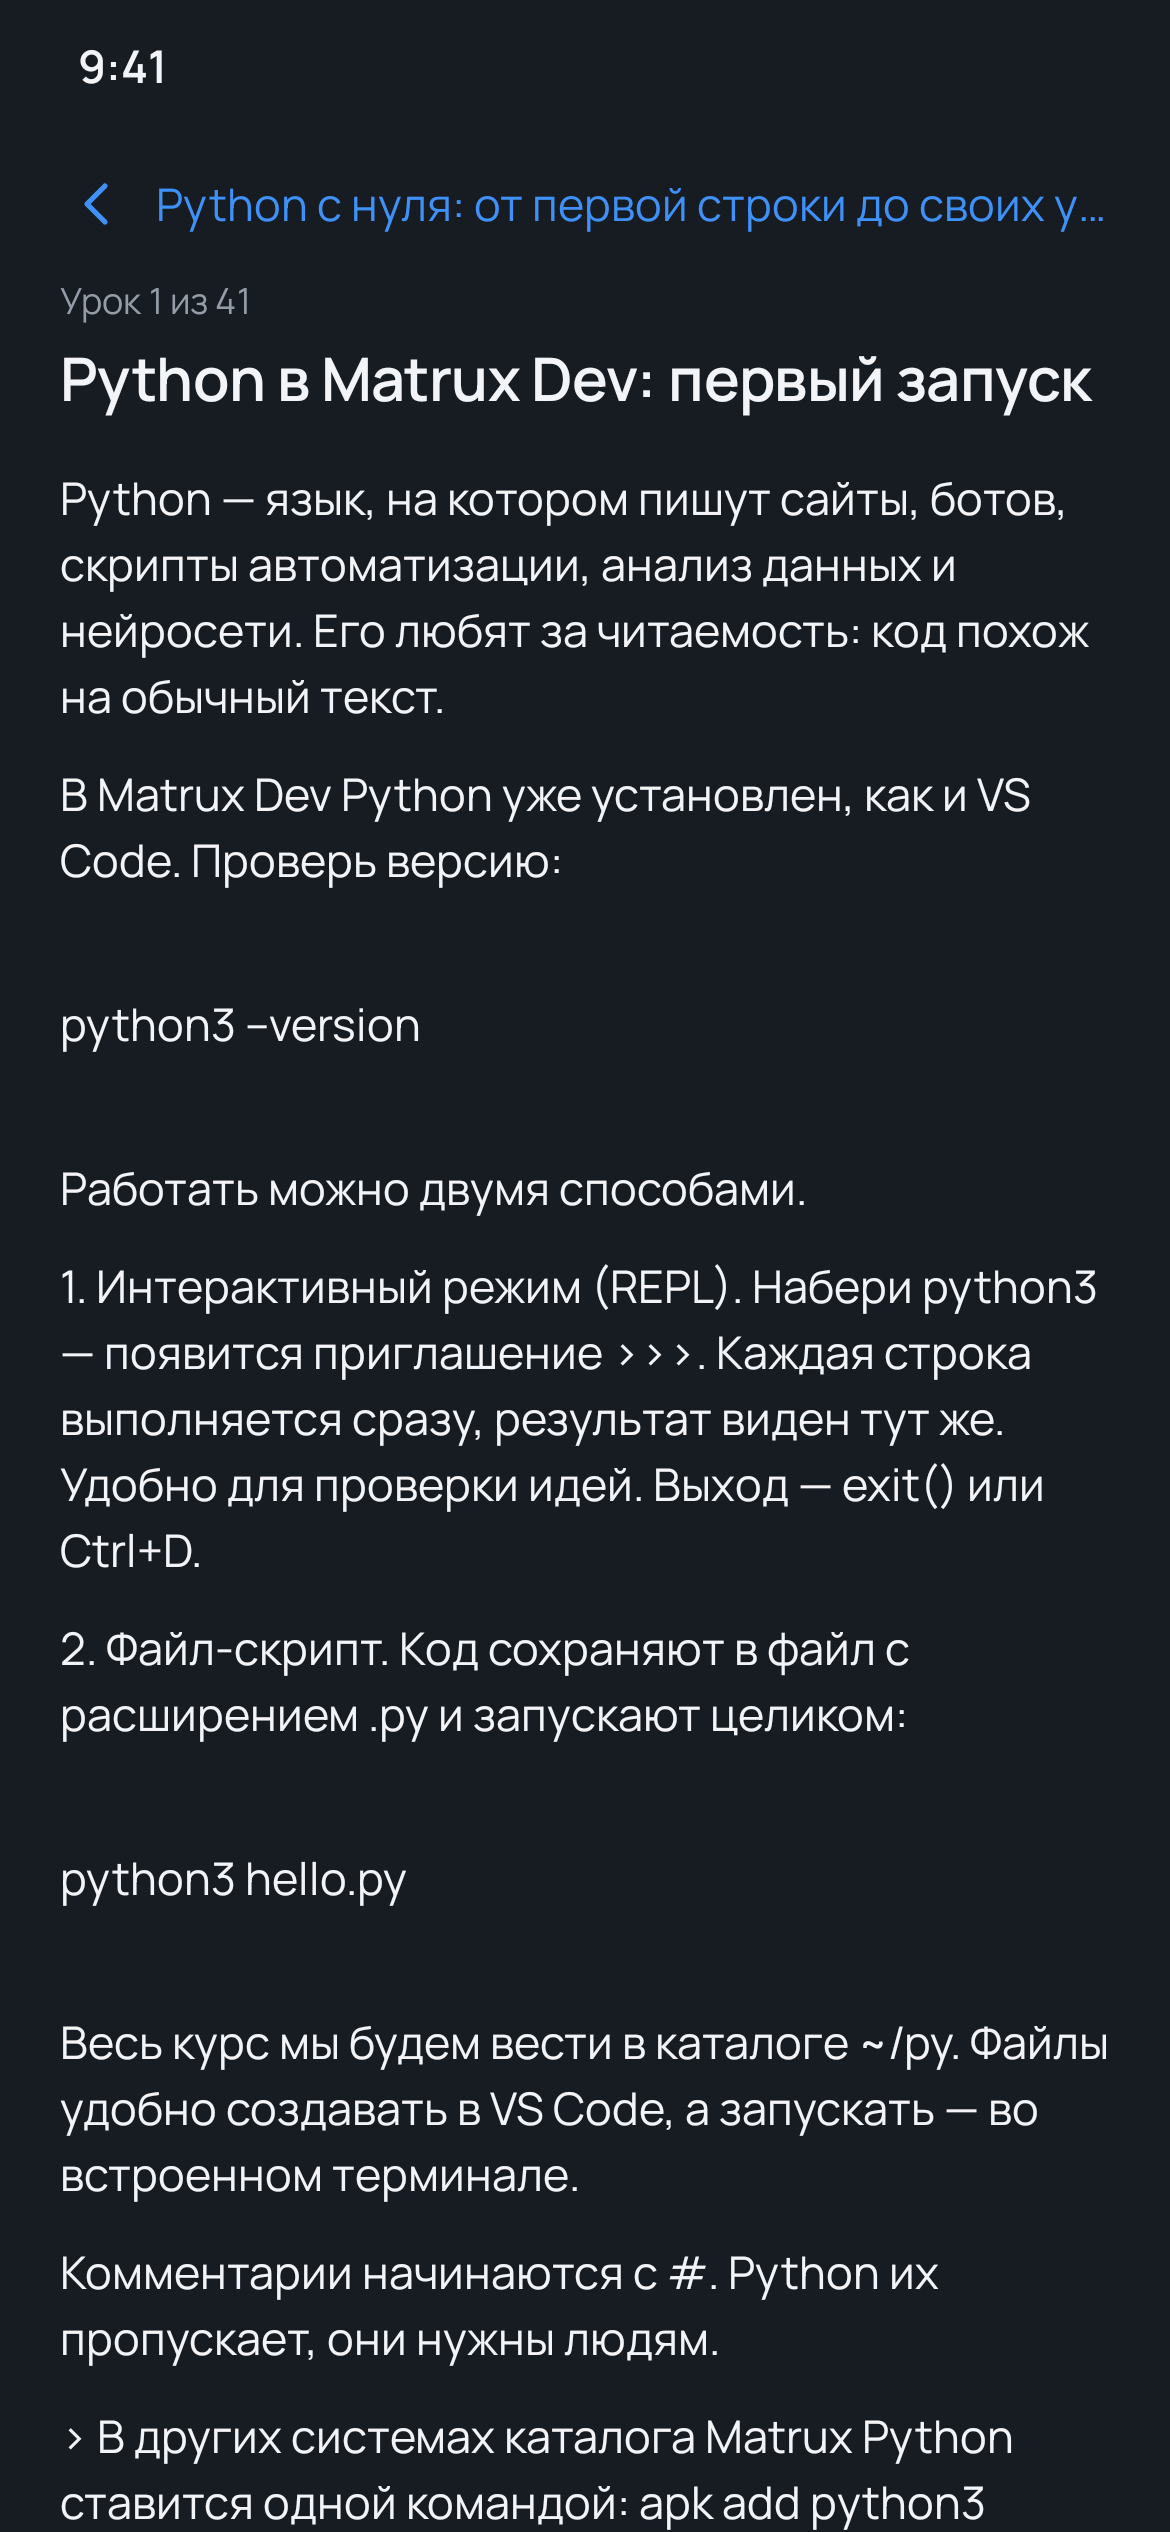 9:41
Python с нуля: от первой строки до своих у...
Урок 1 из 41
Python в Matrux Dev: первый запуск
Python — язык, на котором пишут сайты, ботов,
скрипты автоматизации, анализ данных и
нейросети. Его любят за читаемость: код похож
на обычный текст.
В Matrux Dev Python уже установлен, как и VS
Code. Проверь версию:
python3 –version
Работать можно двумя способами.
1. Интерактивный режим (REPL). Набери python3
— появится приглашение >>>. Каждая строка
выполняется сразу, результат виден тут же.
Удобно для проверки идей. Выход — exit() или
Ctrl+D.
2. Файл-скрипт. Код сохраняют в файл с
расширением .py и запускают целиком:
python3 hello.py
Весь курс мы будем вести в каталоге ~/py. Файлы
удобно создавать в VS Code, а запускать — во
встроенном терминале.
Комментарии начинаются с #. Python их
пропускает, они нужны людям.
> В других системах каталога Matrux Python
ставится одной командой: apk add python3